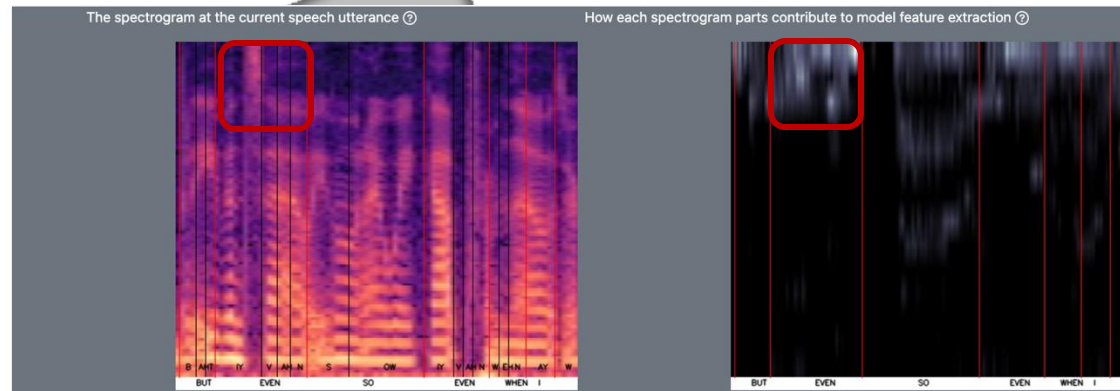 The spectrogram at the current speech utterance ?
How each spectrogram parts contribute to model feature extraction ?
B AH T IY V AH N S OW IY V AH N W EH N AY W
BUT EVEN SO EVEN WHEN I
BUT EVEN SO EVEN WHEN I